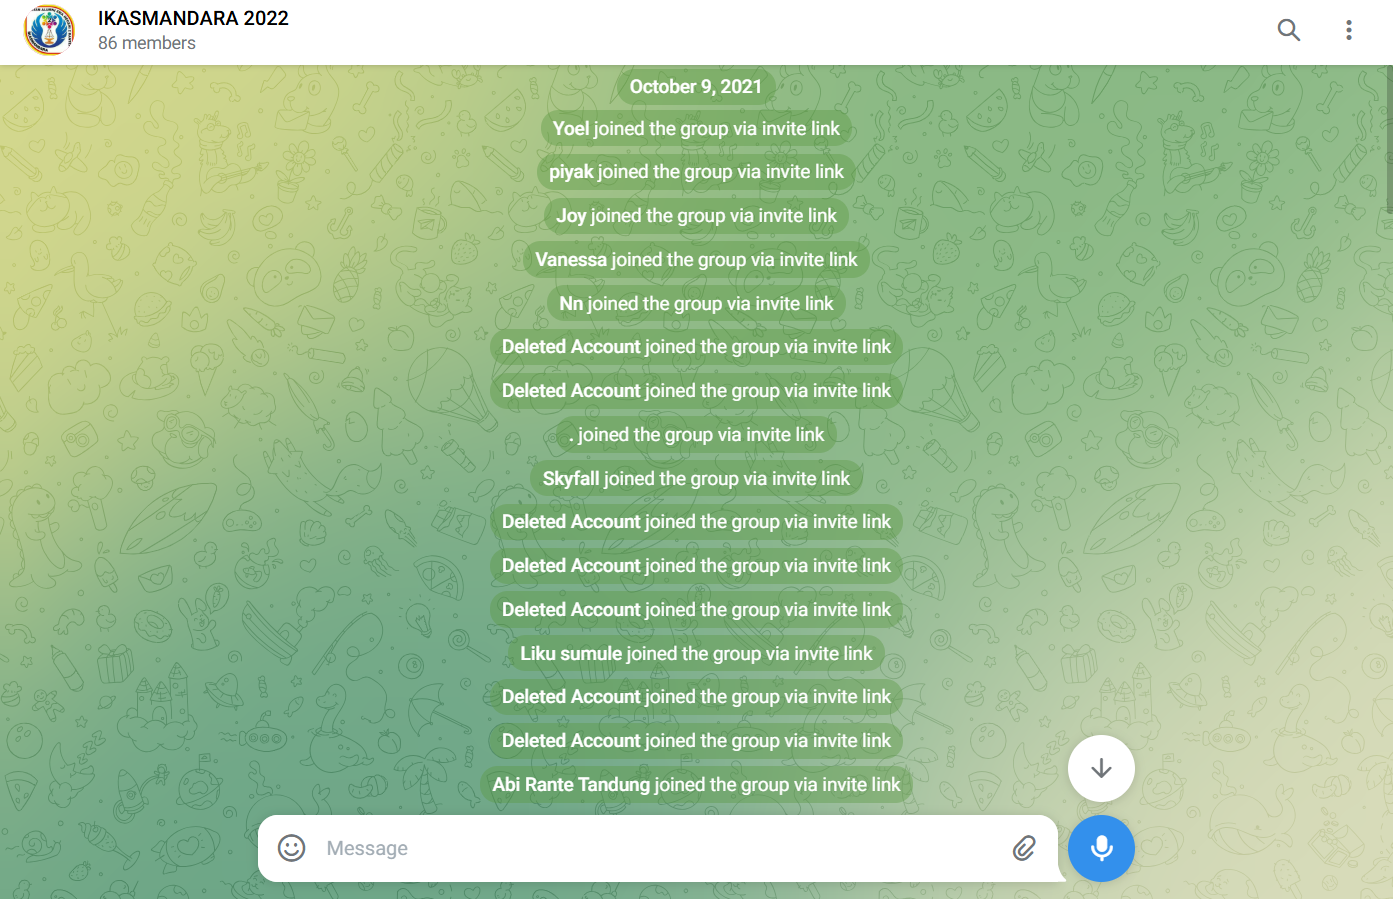 IKASMANDARA 2022
86 members
October 9, 2021
Yoel joined the group via invite link
piyak joined the group via invite link
Joy joined the group via invite link
Vanessa joined the group via invite link
Nn joined the group via invite link
Deleted Account joined the group via invite link
Deleted Account joined the group via invite link
. joined the group via invite link
Skyfall joined the group via invite link
Deleted Account joined the group via invite link
Deleted Account joined the group via invite link
Deleted Account joined the group via invite link
Liku sumule joined the group via invite link
Deleted Account joined the group via invite link
Deleted Account joined the group via invite link
Abi Rante Tandung joined the group via invite link
Message